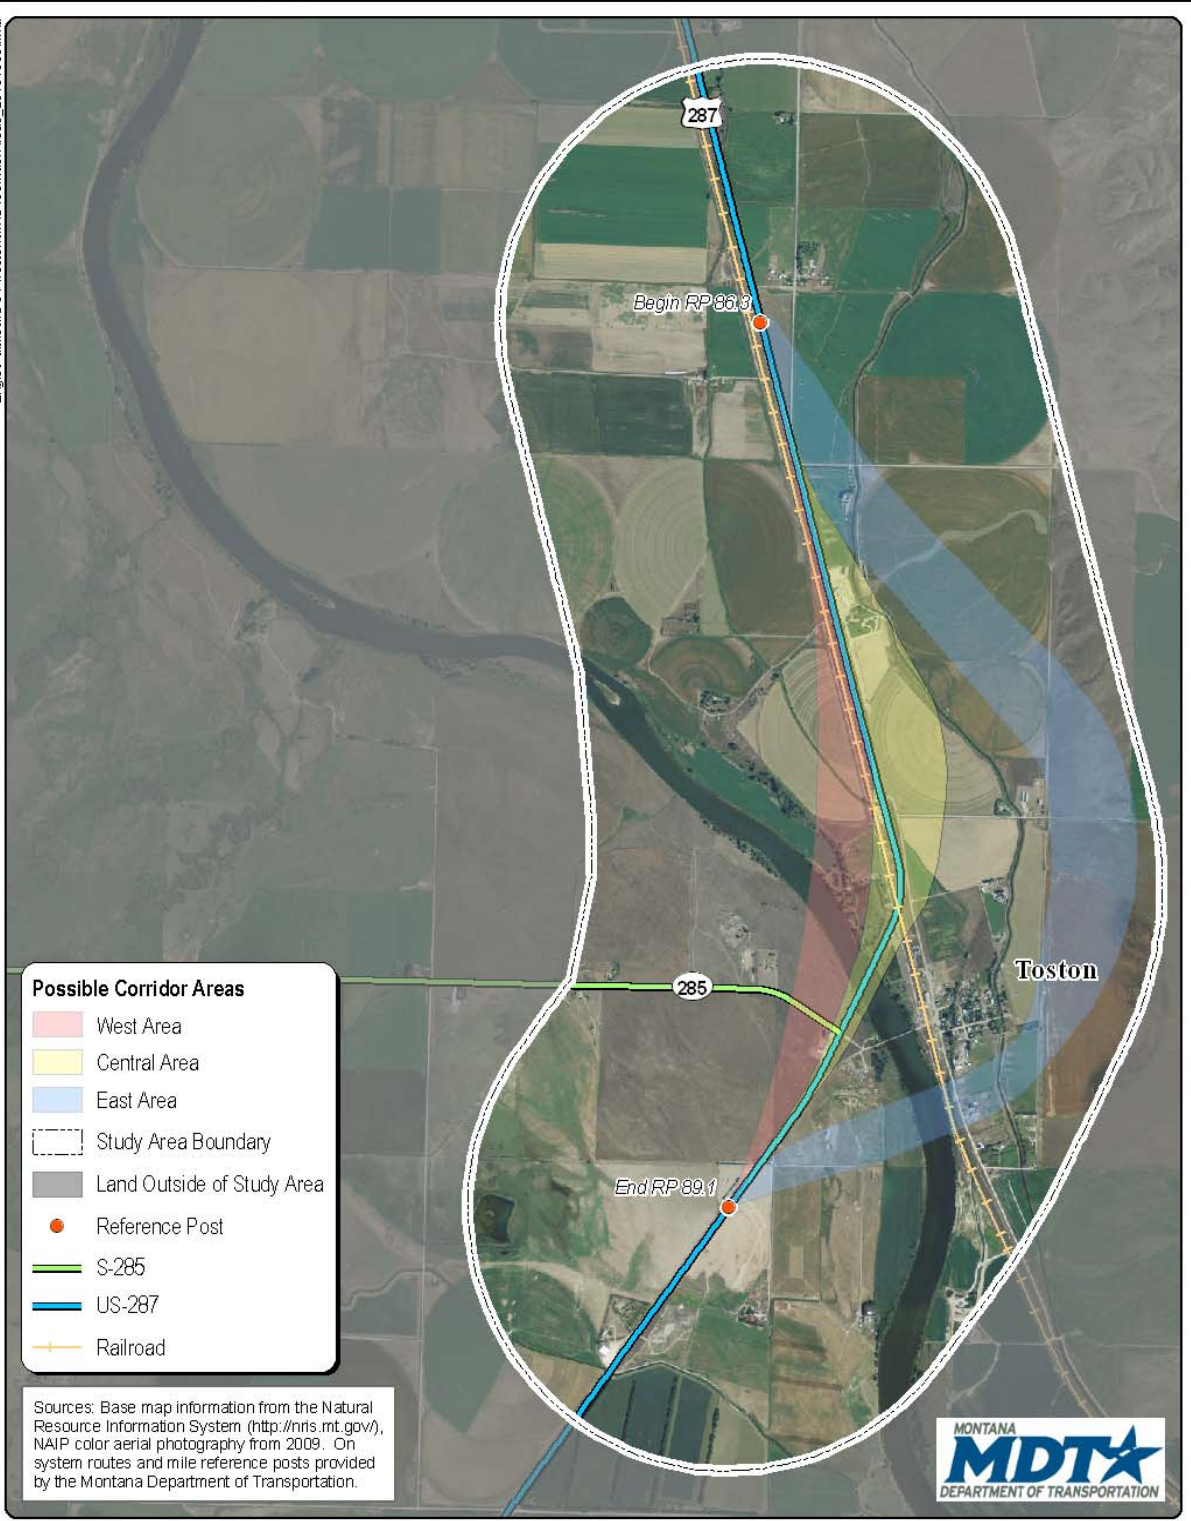 287
Begin RP 86.3
Toston
285
End RP 89.1
Possible Corridor Areas
West Area
Central Area
East Area
Study Area Boundary
Land Outside of Study Area
Reference Post
S-285
US-287
Railroad
Sources: Base map information from the Natural
Resource Information System (http://nris.mt.gov/),
NAIP color aerial photography from 2009. On
system routes and mile reference posts provided
by the Montana Department of Transportation.
MONTANA
MDT
DEPARTMENT OF TRANSPORTATION